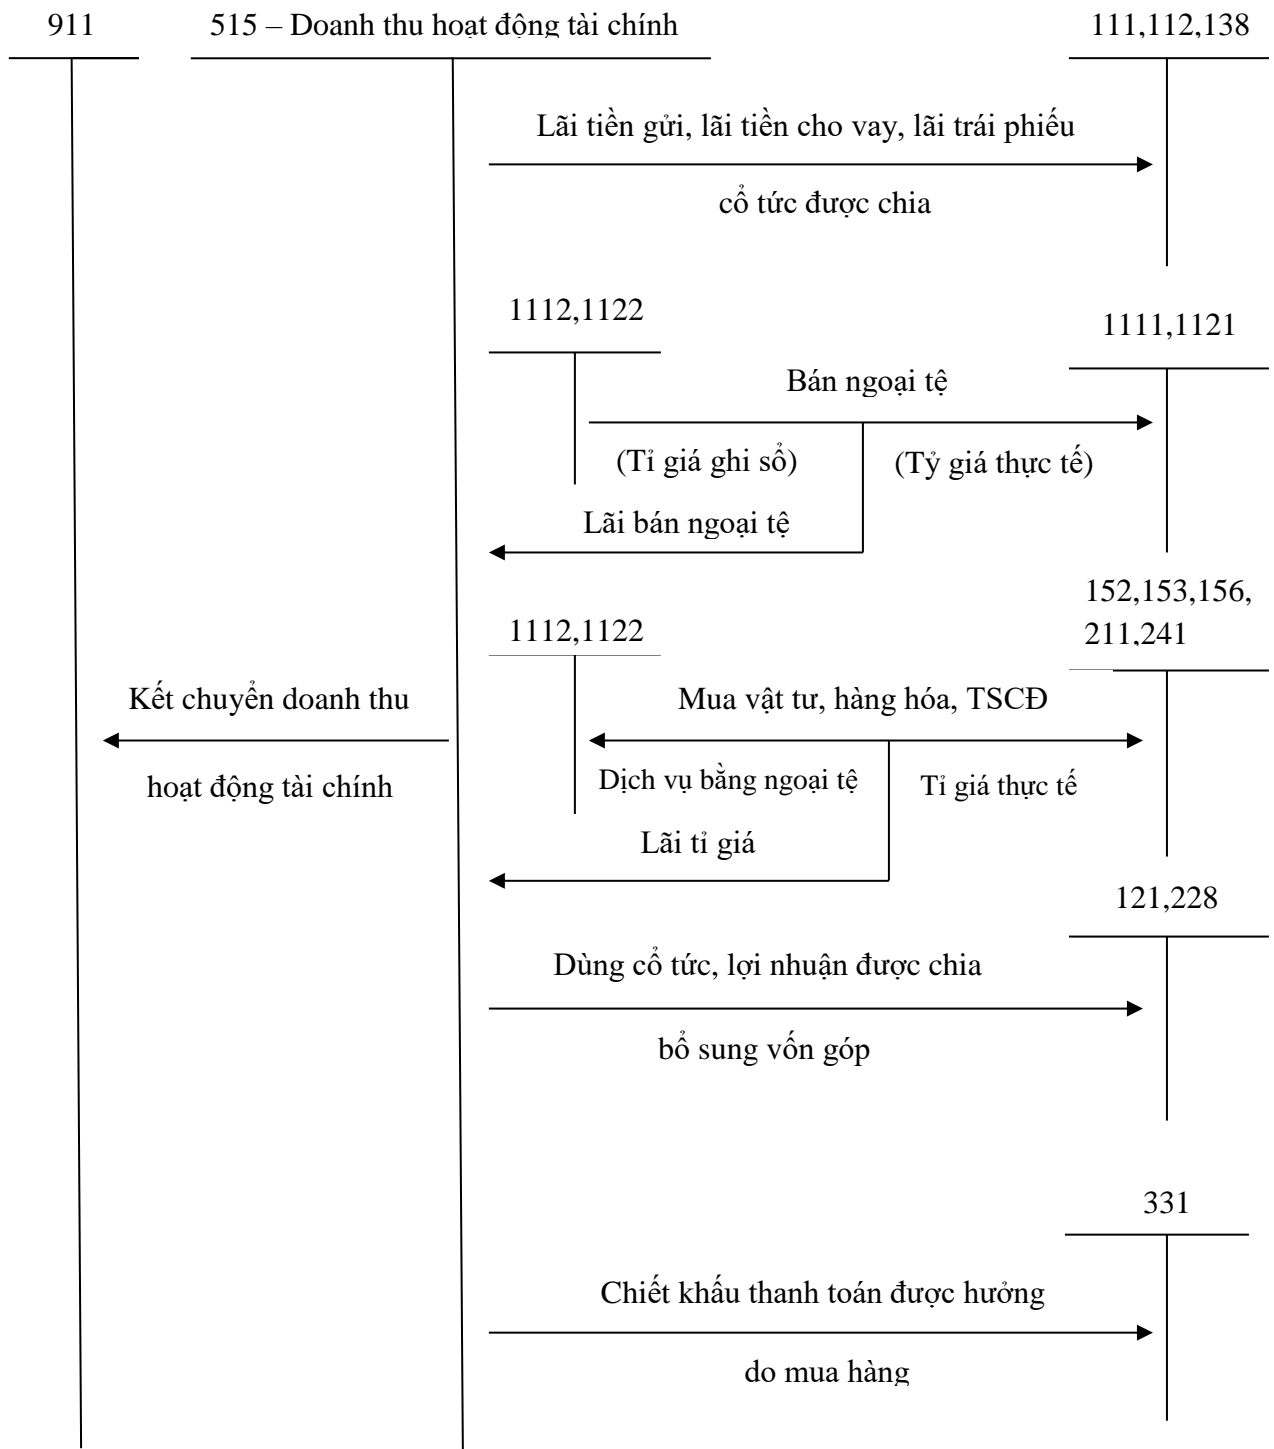 911
515 – Doanh thu hoạt động tài chính
111,112,138
Lãi tiền gửi, lãi tiền cho vay, lãi trái phiếu
cổ tức được chia
1112,1122
1111,1121
Bán ngoại tệ
(Tỉ giá ghi sổ)
(Tỷ giá thực tế)
Lãi bán ngoại tệ
152,153,156,
211,241
1112,1122
Kết chuyển doanh thu
Mua vật tư, hàng hóa, TSCĐ
hoạt động tài chính
Dịch vụ bằng ngoại tệ
Tỉ giá thực tế
Lãi tỉ giá
121,228
Dùng cổ tức, lợi nhuận được chia
bổ sung vốn góp
331
Chiết khấu thanh toán được hưởng
do mua hàng